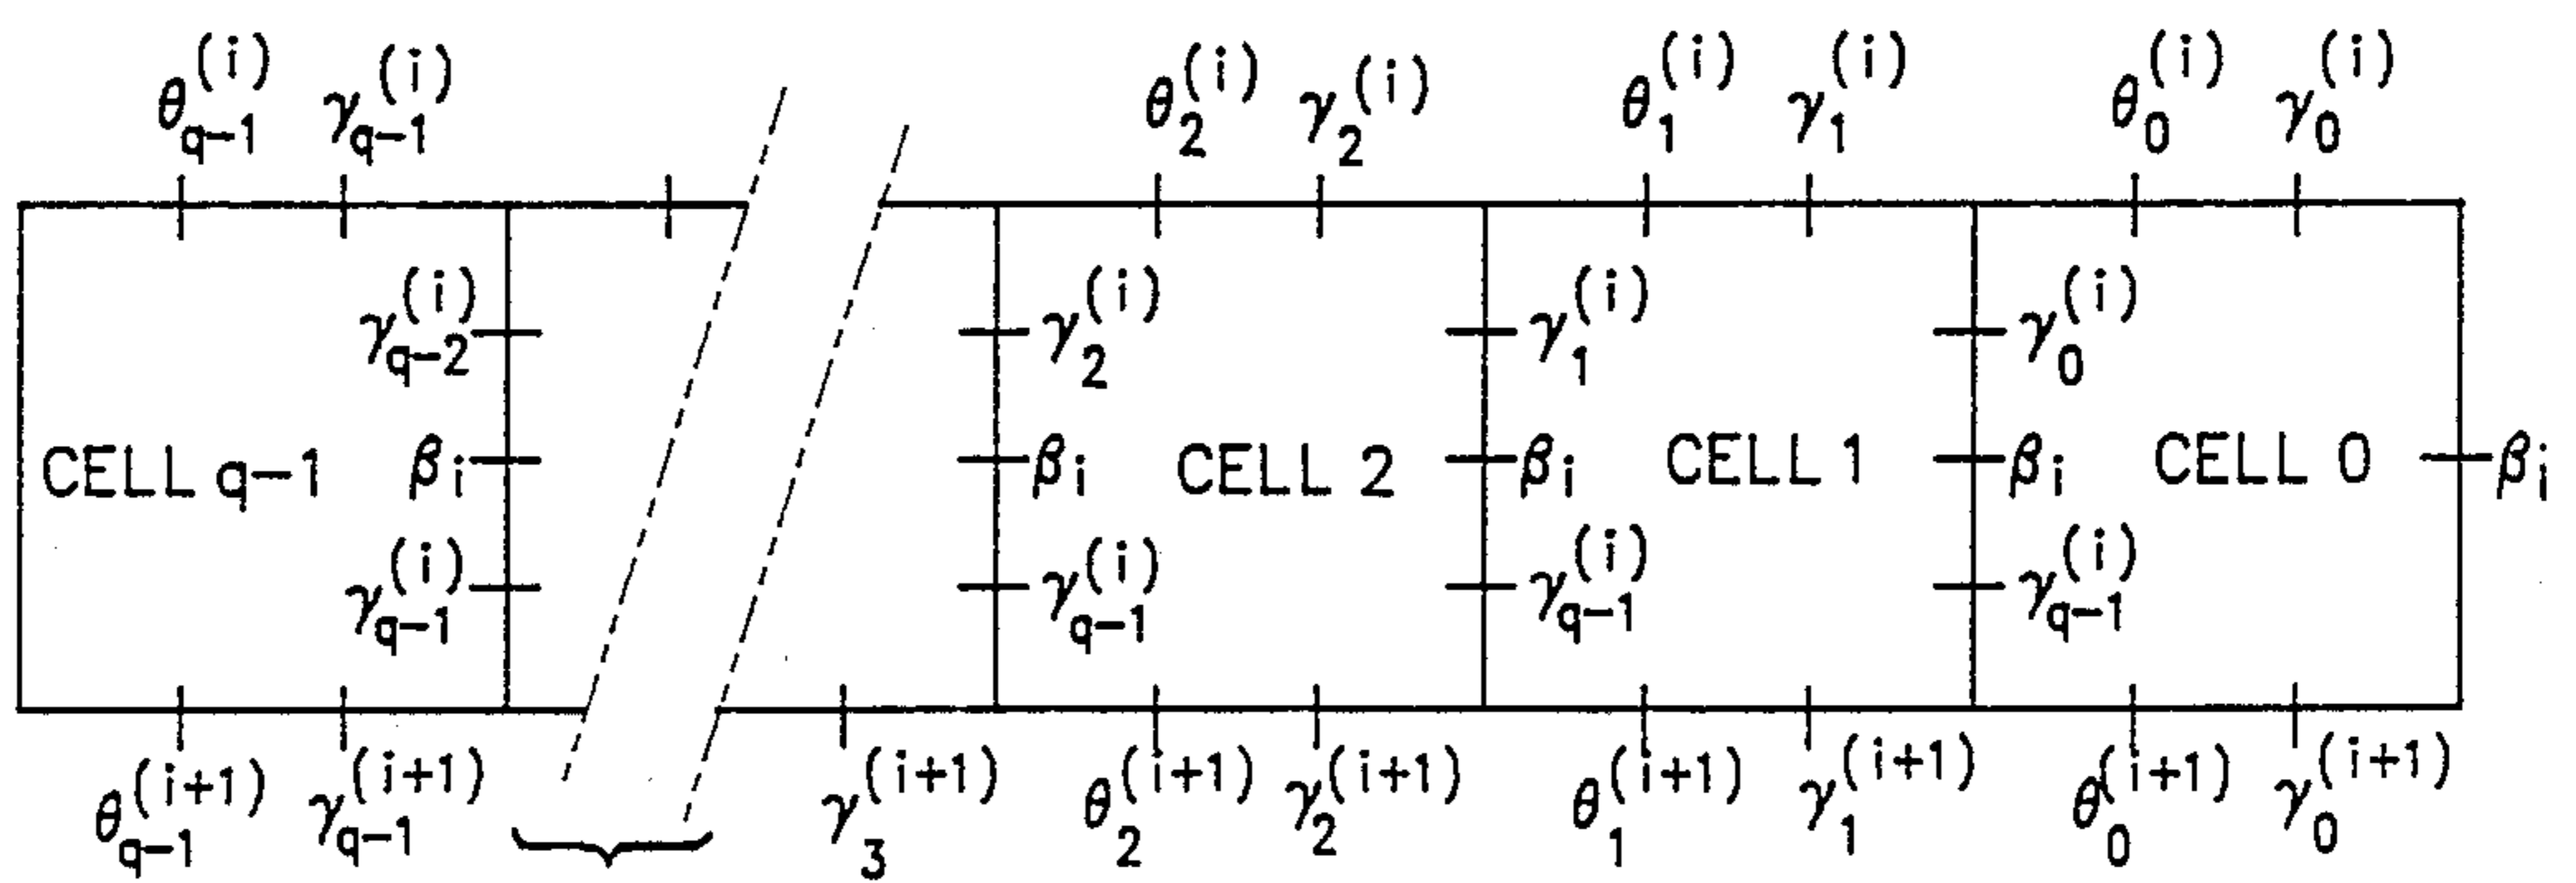 θ_{q-1}^{(i)} γ_{q-1}^{(i)} θ_2^{(i)} γ_2^{(i)} θ_1^{(i)} γ_1^{(i)} θ_0^{(i)} γ_0^{(i)}
γ_{q-2}^{(i)} γ_2^{(i)} γ_1^{(i)} γ_0^{(i)}
CELL q-1 β_i β_i CELL 2 β_i CELL 1 β_i CELL 0 β_i
γ_{q-1}^{(i)} γ_{q-1}^{(i)} γ_{q-1}^{(i)} γ_{q-1}^{(i)}
θ_{q-1}^{(i+1)} γ_{q-1}^{(i+1)} γ_3^{(i+1)} θ_2^{(i+1)} γ_2^{(i+1)} θ_1^{(i+1)} γ_1^{(i+1)} θ_0^{(i+1)} γ_0^{(i+1)}